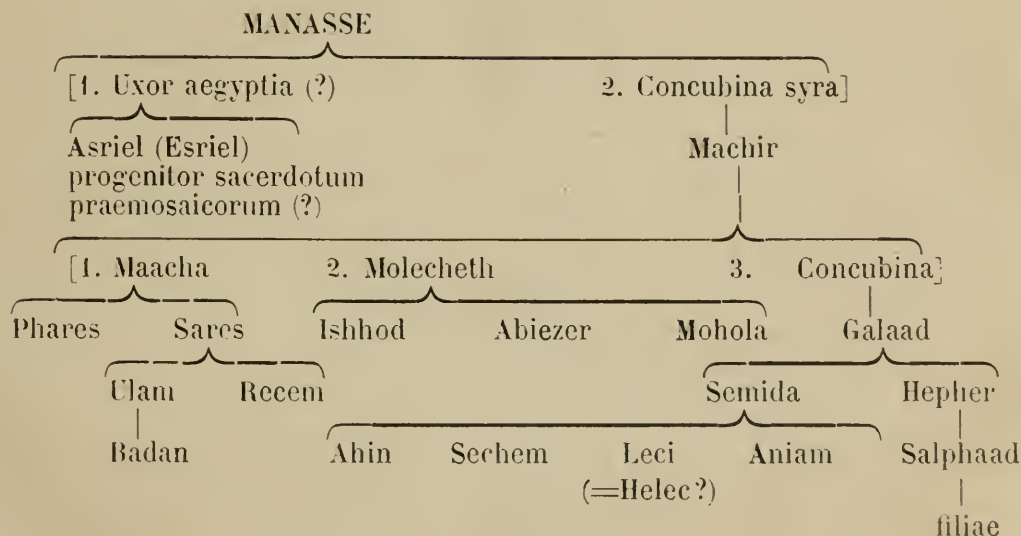 MANASSE
[1. Uxor aegyptia (?) 2. Concubina syra]
Asriel (Esriel) Machir
progenitor sacerdotum
praemosaicorum (?)
[1. Maacha 2. Molecheth 3. Concubina]
Phares Sares Ishhod Abiezer Mohola Galaad
Ulam Recem Semida Hepher
Badan Ahin Sechem Leci Aniam Salphaad
(=Helec?)
filiae